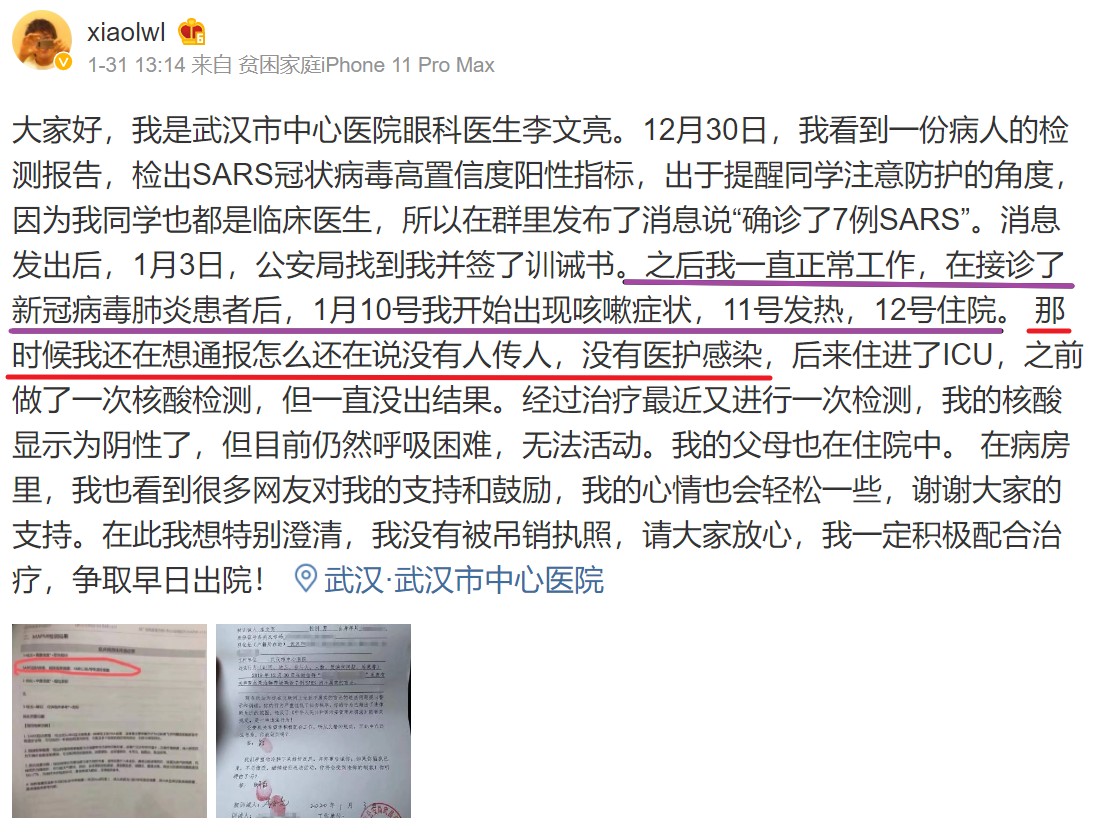 xiaolwl
1-31 13:14 来自 贫困家庭iPhone 11 Pro Max
大家好，我是武汉市中心医院眼科医生李文亮。12月30日，我看到一份病人的检
测报告，检出SARS冠状病毒高置信度阳性指标，出于提醒同学注意防护的角度，
因为我同学也都是临床医生，所以在群里发布了消息说“确诊了7例SARS”。消息
发出后，1月3日，公安局找到我并签了训诫书。之后我一直正常工作，在接诊了
新冠病毒肺炎患者后，1月10号我开始出现咳嗽症状，11号发热，12号住院。那
时候我还在想通报怎么还在说没有人传人，没有医护感染，后来住进了ICU，之前
做了一次核酸检测，但一直没出结果。经过治疗最近又进行一次检测，我的核酸
显示为阴性了，但目前仍然呼吸困难，无法活动。我的父母也在住院中。 在病房
里，我也看到很多网友对我的支持和鼓励，我的心情也会轻松一些，谢谢大家的
支持。在此我想特别澄清，我没有被吊销执照，请大家放心，我一定积极配合治
疗，争取早日出院！ 武汉·武汉市中心医院